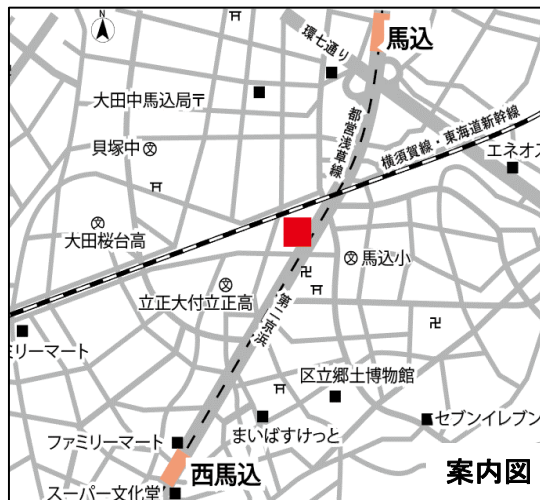 馬込
環七通り
大田中馬込局〒
都営浅草線
横須賀線・東海道新幹線
貝塚中
エネオス
大田桜台高
馬込小
立正大付立正高
第二京浜
ミリーマート
区立郷土博物館
セブンイレブン
まいばすけっと
ファミリーマート
西馬込
スーパー文化堂
案内図